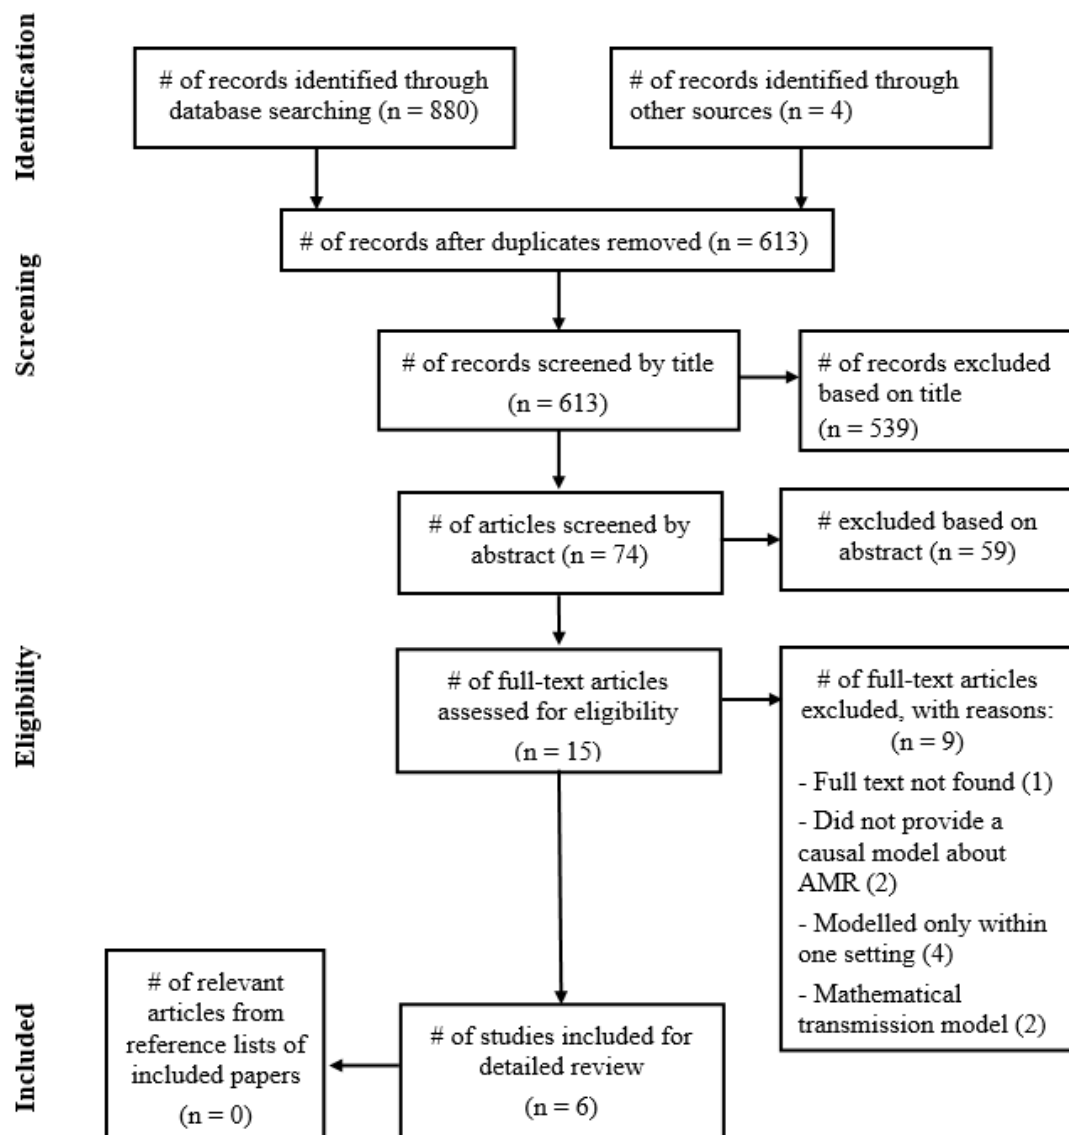 Identification
# of records identified through
database searching (n = 880)
# of records identified through
other sources (n = 4)
# of records after duplicates removed (n = 613)
Screening
# of records screened by title
(n = 613)
# of records excluded
based on title
(n = 539)
# of articles screened by
abstract (n = 74)
# excluded based on
abstract (n = 59)
Eligibility
# of full-text articles
assessed for eligibility
(n = 15)
# of full-text articles
excluded, with reasons:
(n = 9)
- Full text not found (1)
- Did not provide a
causal model about
AMR (2)
- Modelled only within
one setting (4)
- Mathematical
transmission model (2)
Included
# of relevant
articles from
reference lists of
included papers
(n = 0)
# of studies included for
detailed review
(n = 6)